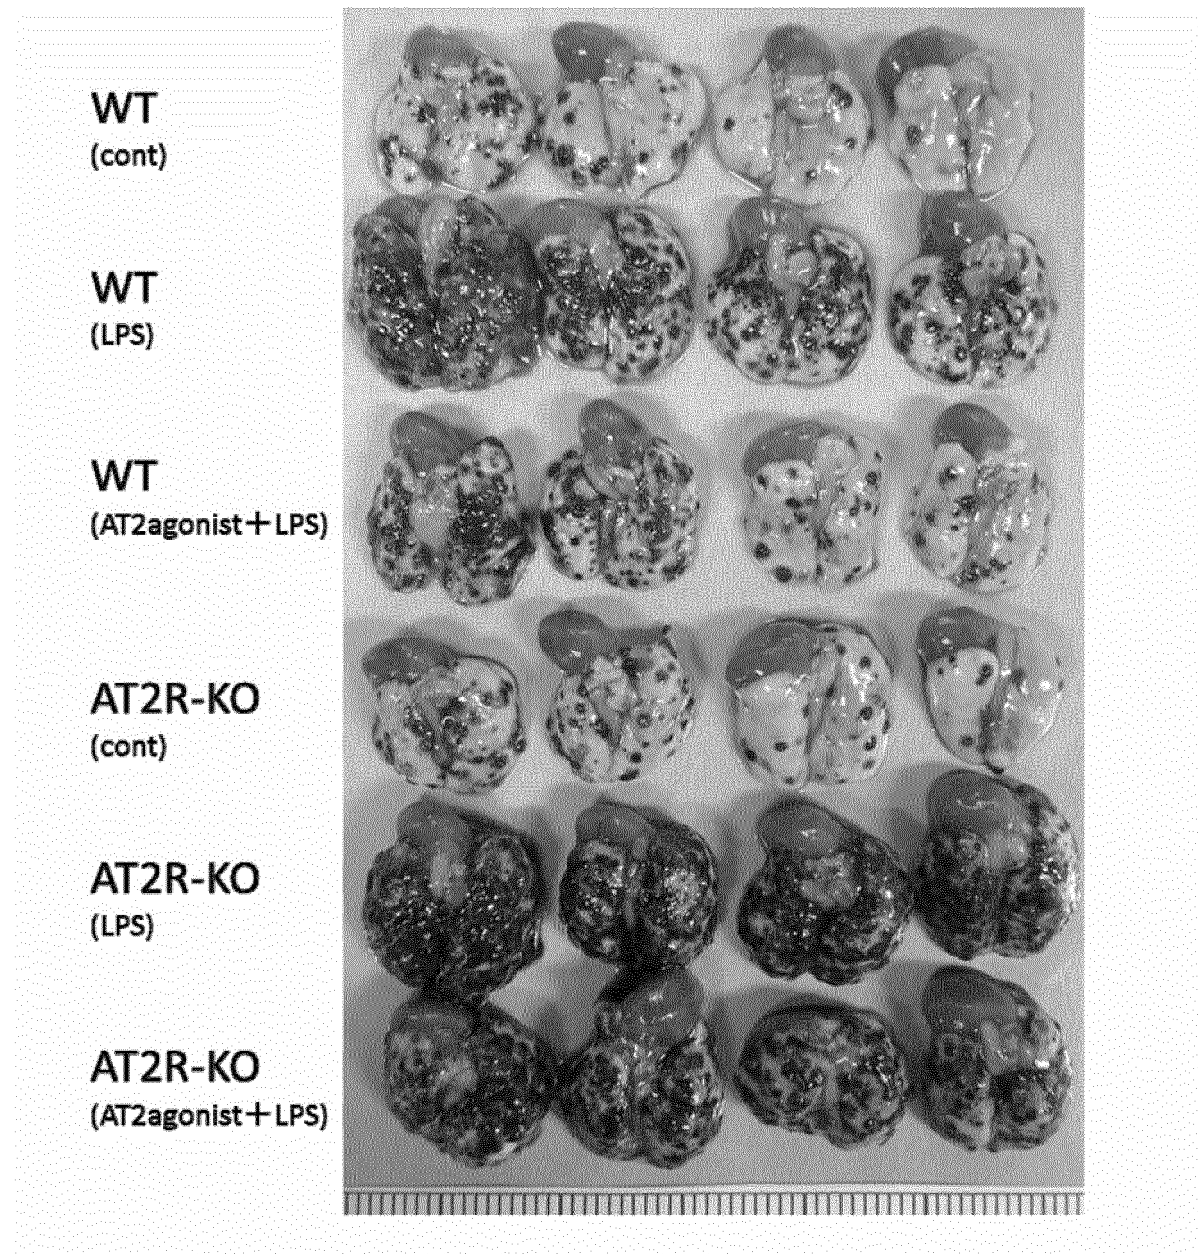 WT
(cont)
WT
(LPS)
WT
(AT2agonist＋LPS)
AT2R-KO
(cont)
AT2R-KO
(LPS)
AT2R-KO
(AT2agonist＋LPS)